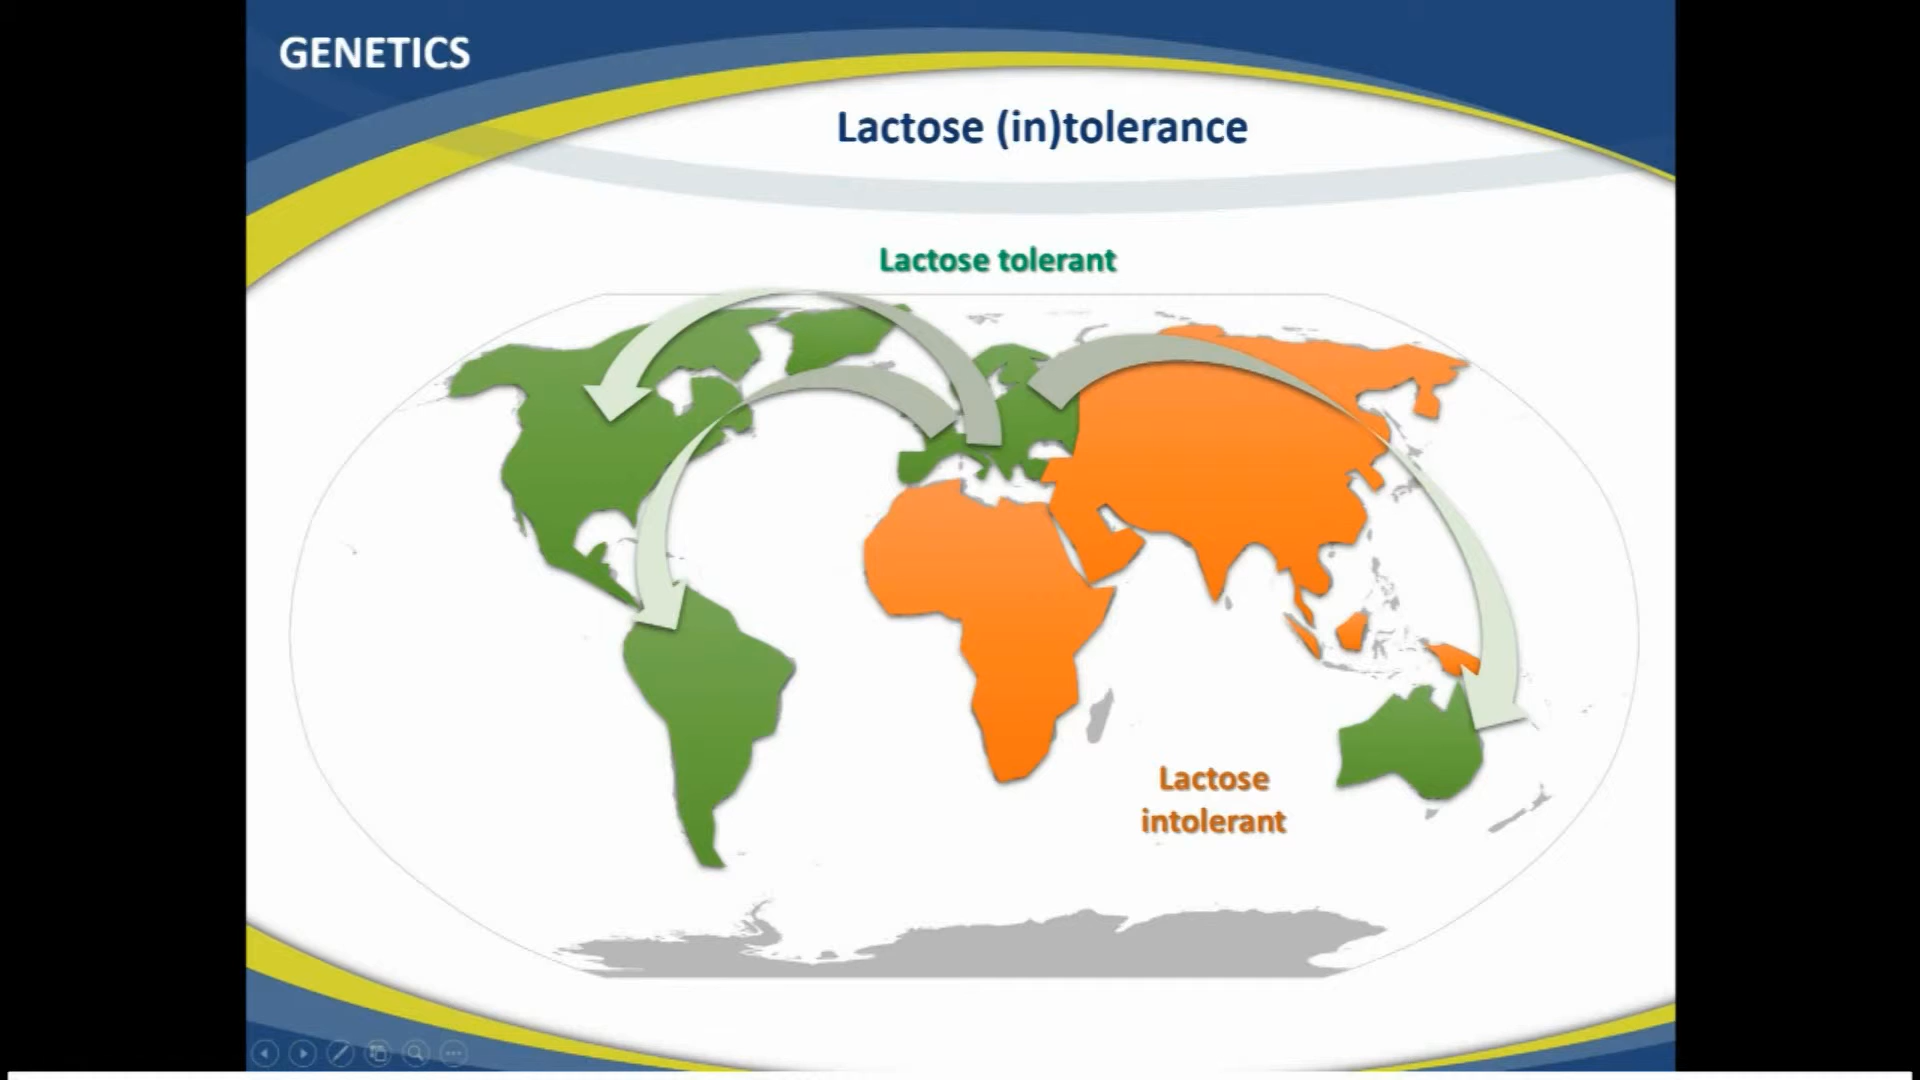 GENETICS
Lactose (in)tolerance
Lactose tolerant
Lactose
intolerant